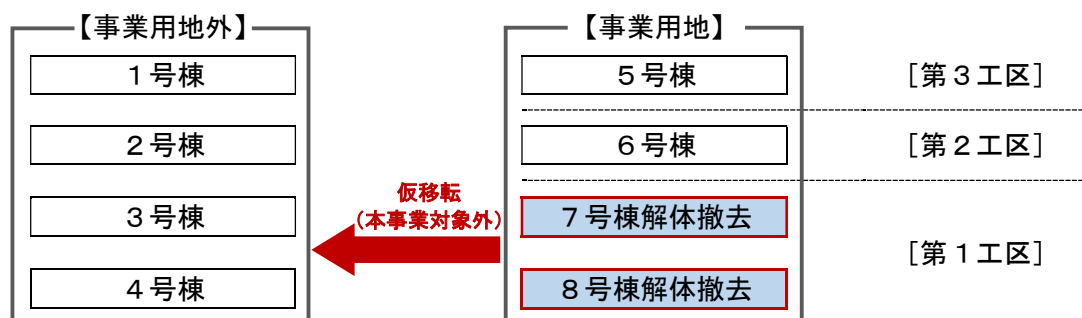 【事業用地外】
【事業用地】
1号棟
5号棟
［第３工区］
2号棟
6号棟
［第２工区］
仮移転
（本事業対象外）
3号棟
7号棟解体撤去
［第１工区］
4号棟
8号棟解体撤去